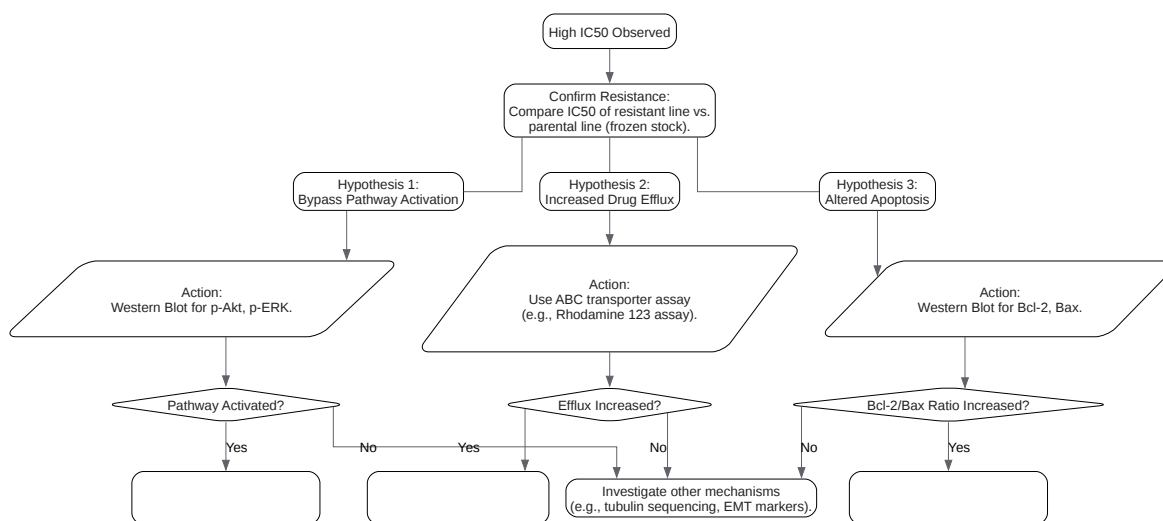 High IC50 Observed
Confirm Resistance:
Compare IC50 of resistant line vs.
parental line (frozen stock).
Hypothesis 1:
Bypass Pathway Activation
Hypothesis 2:
Increased Drug Efflux
Hypothesis 3:
Altered Apoptosis
Action:
Western Blot for p-Akt, p-ERK.
Action:
Use ABC transporter assay
(e.g., Rhodamine 123 assay).
Action:
Western Blot for Bcl-2, Bax.
Pathway Activated?
Efflux Increased?
Bcl-2/Bax Ratio Increased?
Yes
No
Yes
No
No
Yes
Investigate other mechanisms
(e.g., tubulin sequencing, EMT markers).